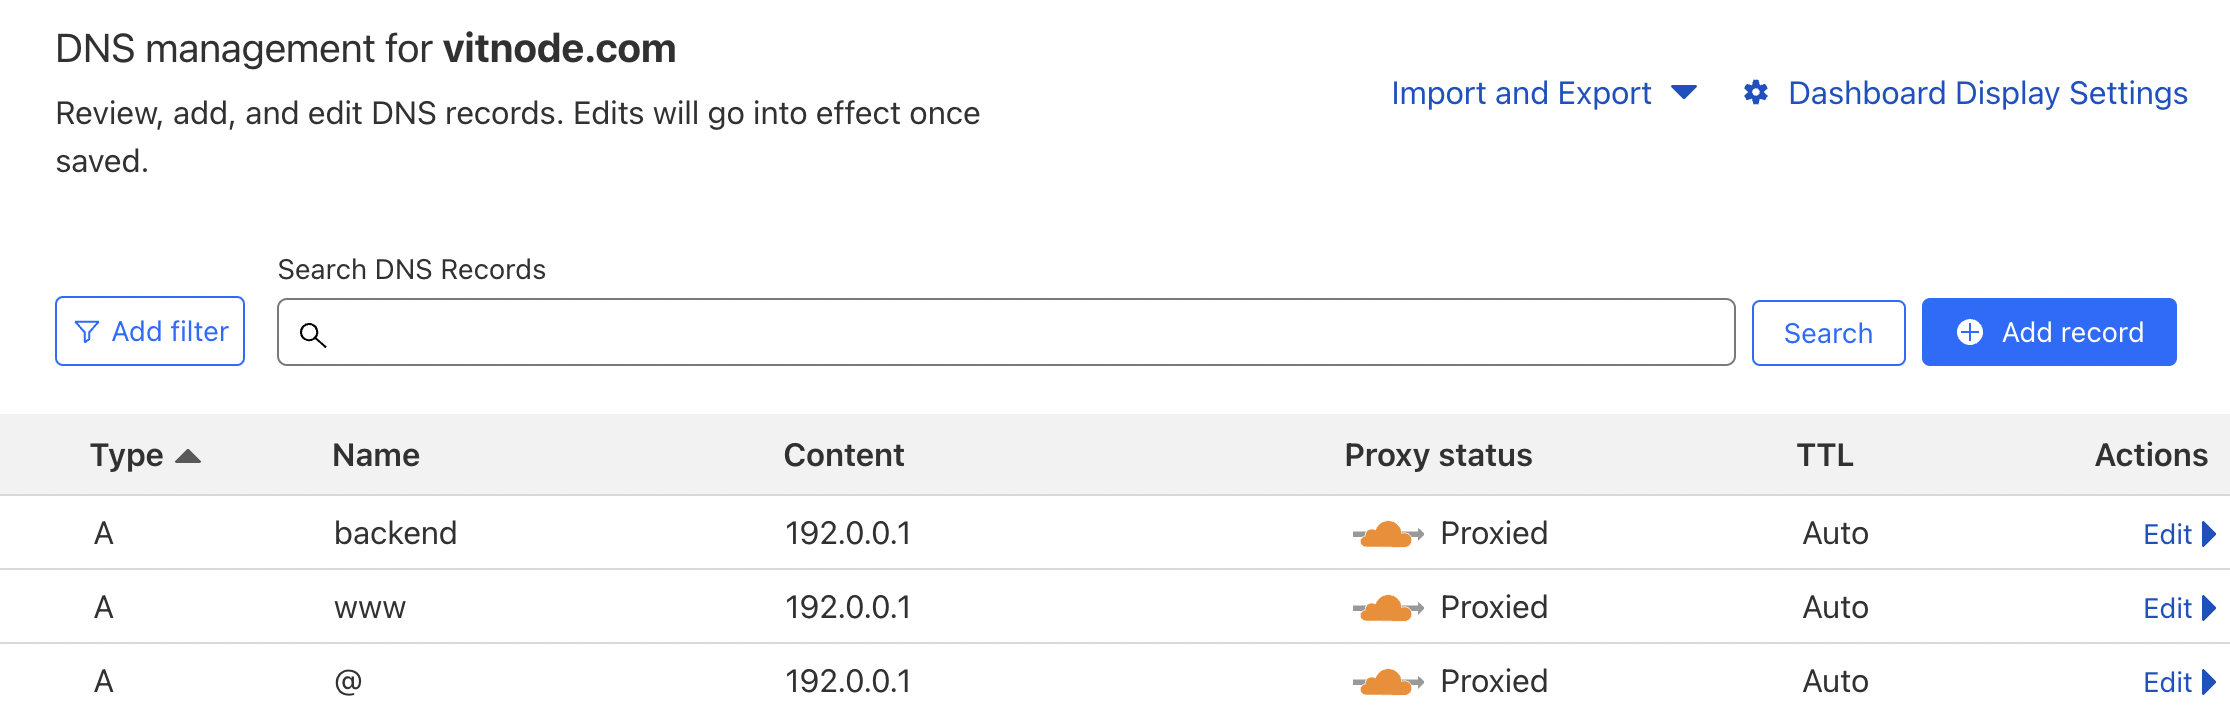 DNS management for vitnode.com
Review, add, and edit DNS records. Edits will go into effect once
saved.
Import and Export
Dashboard Display Settings
Search DNS Records
Add filter
Search
Add record
Type Name Content Proxy status TTL Actions
A backend 192.0.0.1 Proxied Auto Edit
A www 192.0.0.1 Proxied Auto Edit
A @ 192.0.0.1 Proxied Auto Edit